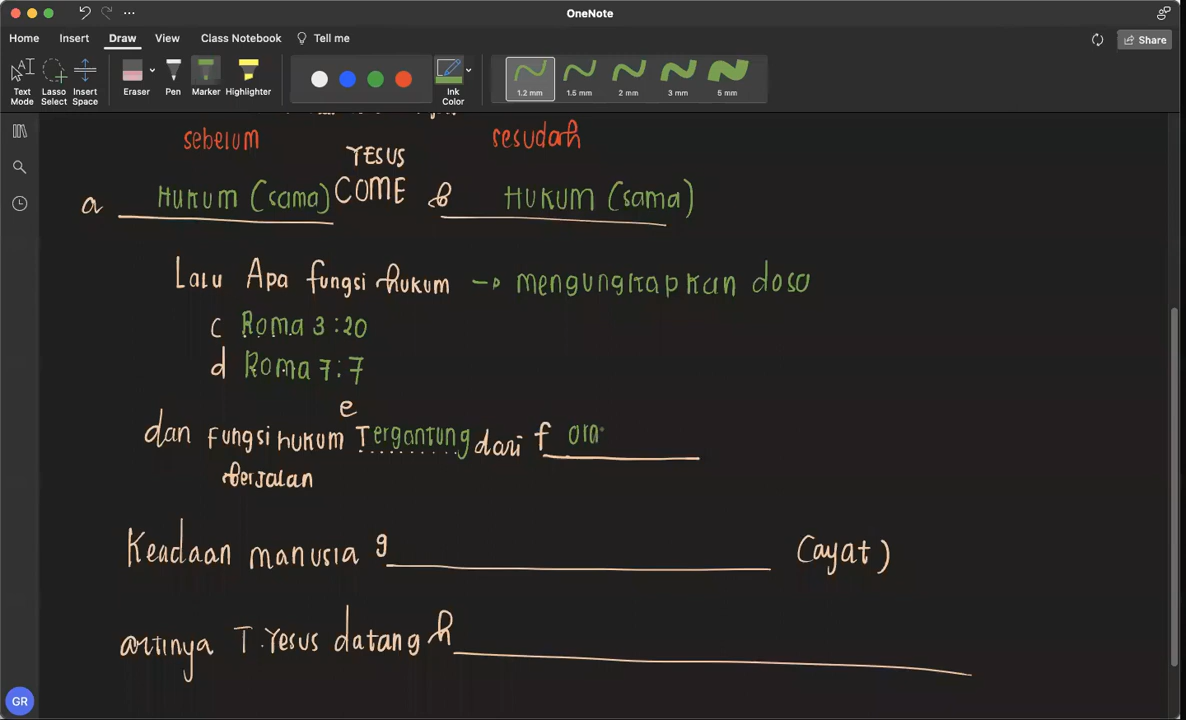 OneNote
Home Insert Draw View Class Notebook Tell me Share
Text Mode Lasso Select Insert Space Eraser Pen Marker Highlighter Ink Color 1.2 mm 1.5 mm 2 mm 3 mm 5 mm
sebelum sesudah
YESUS
a HUKUM (sama) COME b HUKUM (sama)
Lalu Apa fungsi hukum → mengungkapkan dosa
c Roma 3:20
d Roma 7:7
e
dan Fungsi hukum Tergantung dari f ora
berjalan
Keadaan manusia g (ayat)
artinya T. Yesus datang h
GR